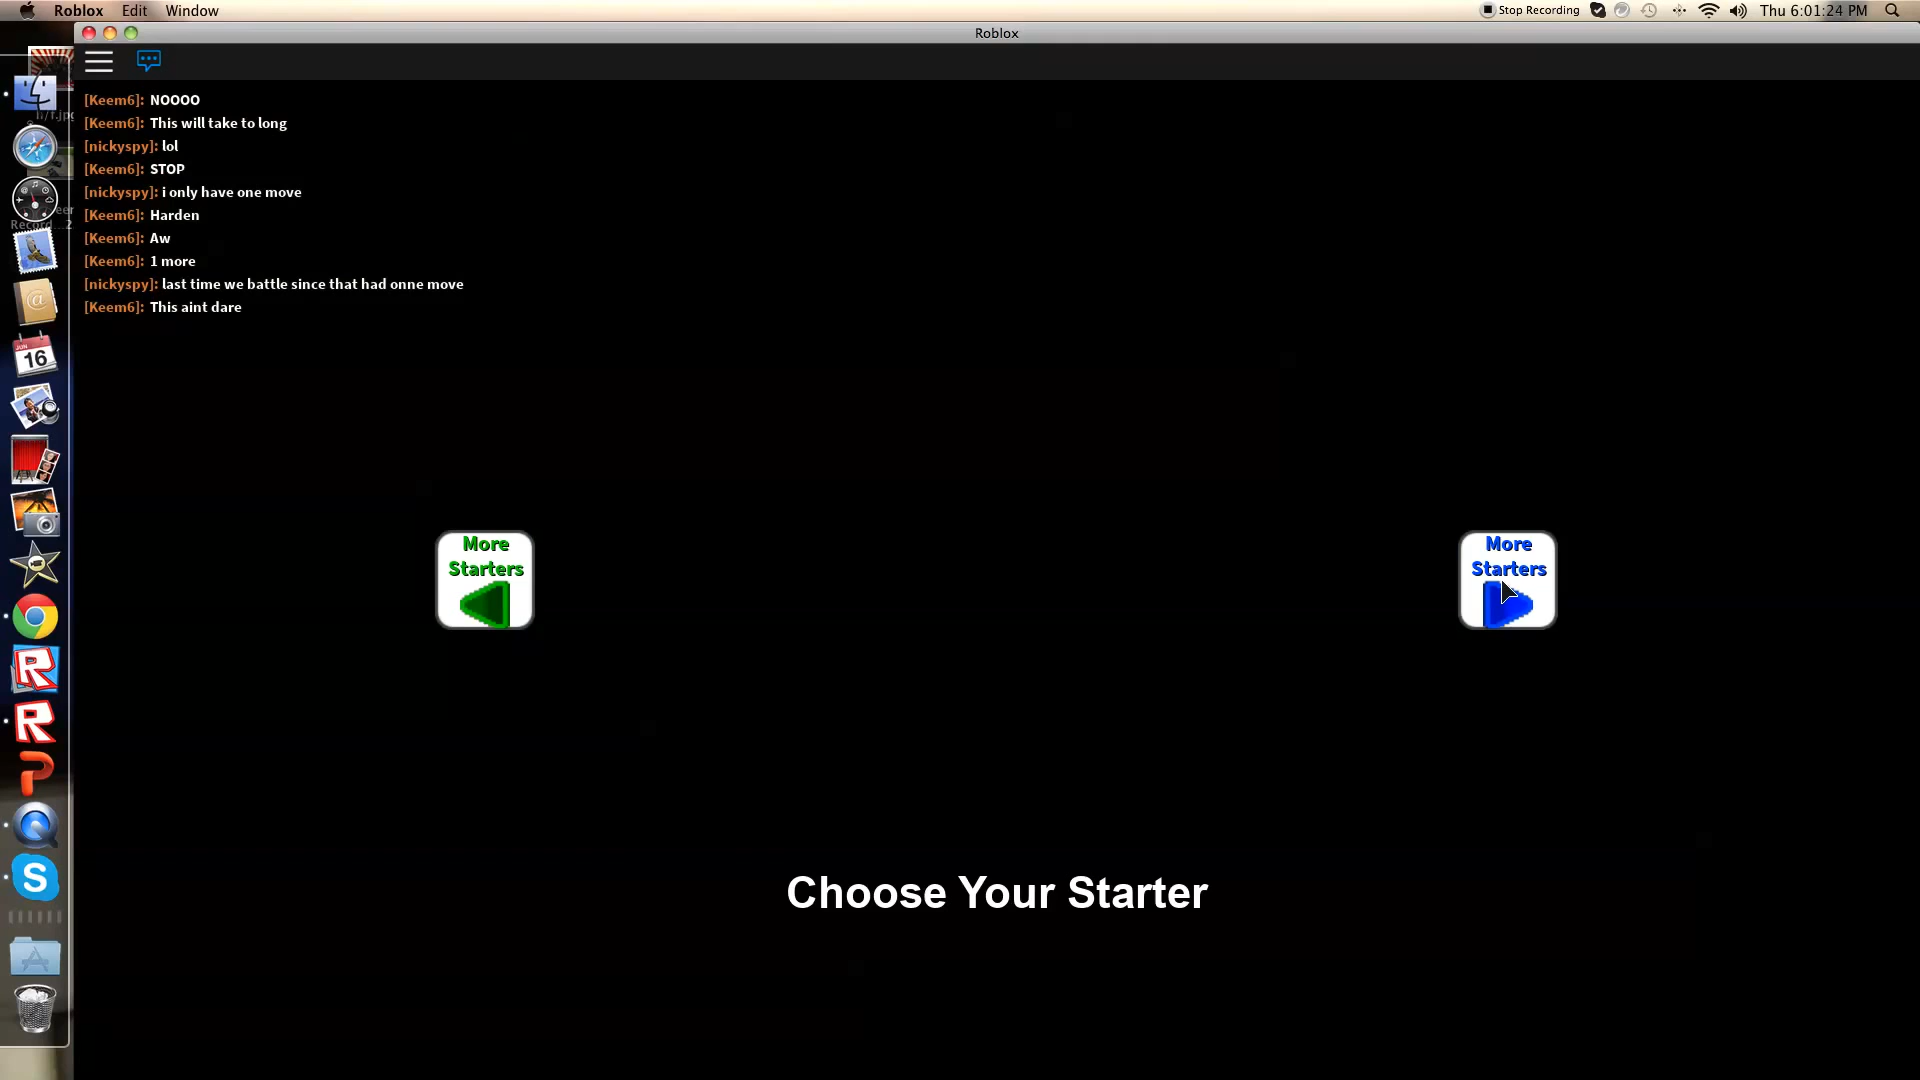 Roblox Edit Window Stop Recording Thu 6:01:24 PM
Roblox
[Keem6]: NOOOO
[Keem6]: This will take to long
[nickyspy]: lol
[Keem6]: STOP
[nickyspy]: i only have one move
[Keem6]: Harden
[Keem6]: Aw
[Keem6]: 1 more
[nickyspy]: last time we battle since that had onne move
[Keem6]: This aint dare
JUN
16
More
Starters
More
Starters
Choose Your Starter